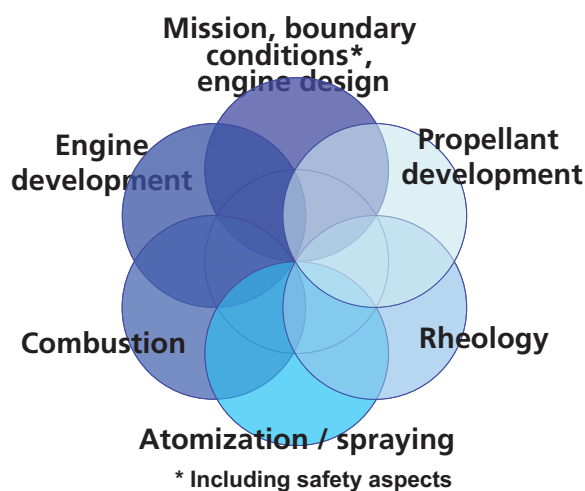 Mission, boundary
conditions*,
engine design
Engine
development
Propellant
development
Combustion
Rheology
Atomization / spraying
* Including safety aspects